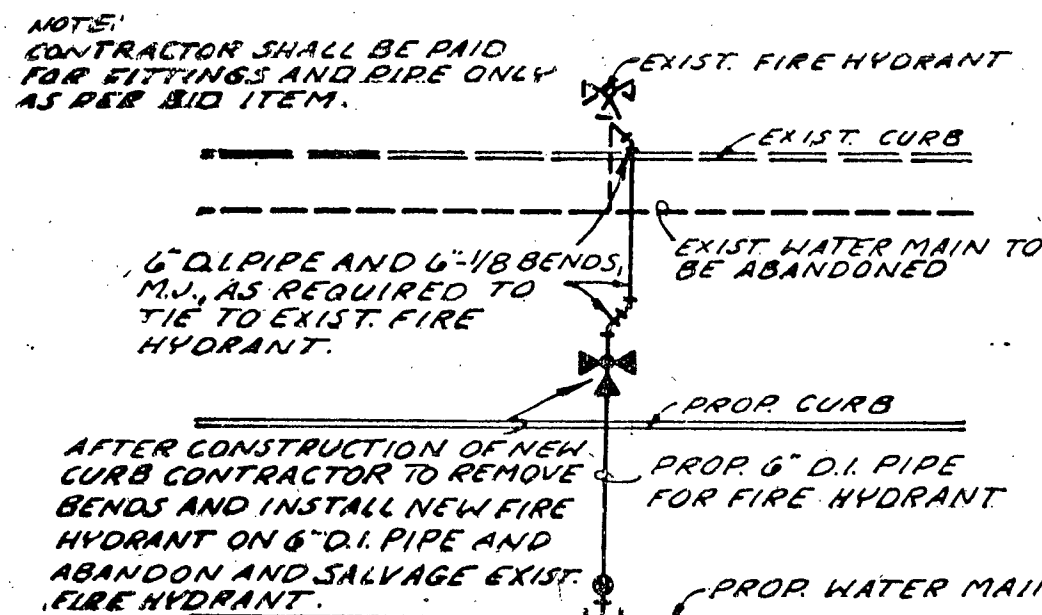 NOTE:
CONTRACTOR SHALL BE PAID
FOR FITTINGS AND PIPE ONLY
AS PER BID ITEM.
EXIST. FIRE HYDRANT
EXIST. CURB
EXIST. WATER MAIN TO
BE ABANDONED
6" D.I. PIPE AND 6"-1/8 BENDS,
M.J., AS REQUIRED TO
TIE TO EXIST. FIRE
HYDRANT.
PROP. CURB
AFTER CONSTRUCTION OF NEW
CURB CONTRACTOR TO REMOVE
BENDS AND INSTALL NEW FIRE
HYDRANT ON 6" D.I. PIPE AND
ABANDON AND SALVAGE EXIST.
FIRE HYDRANT.
PROP. 6" D.I. PIPE
FOR FIRE HYDRANT
PROP. WATER MAIN